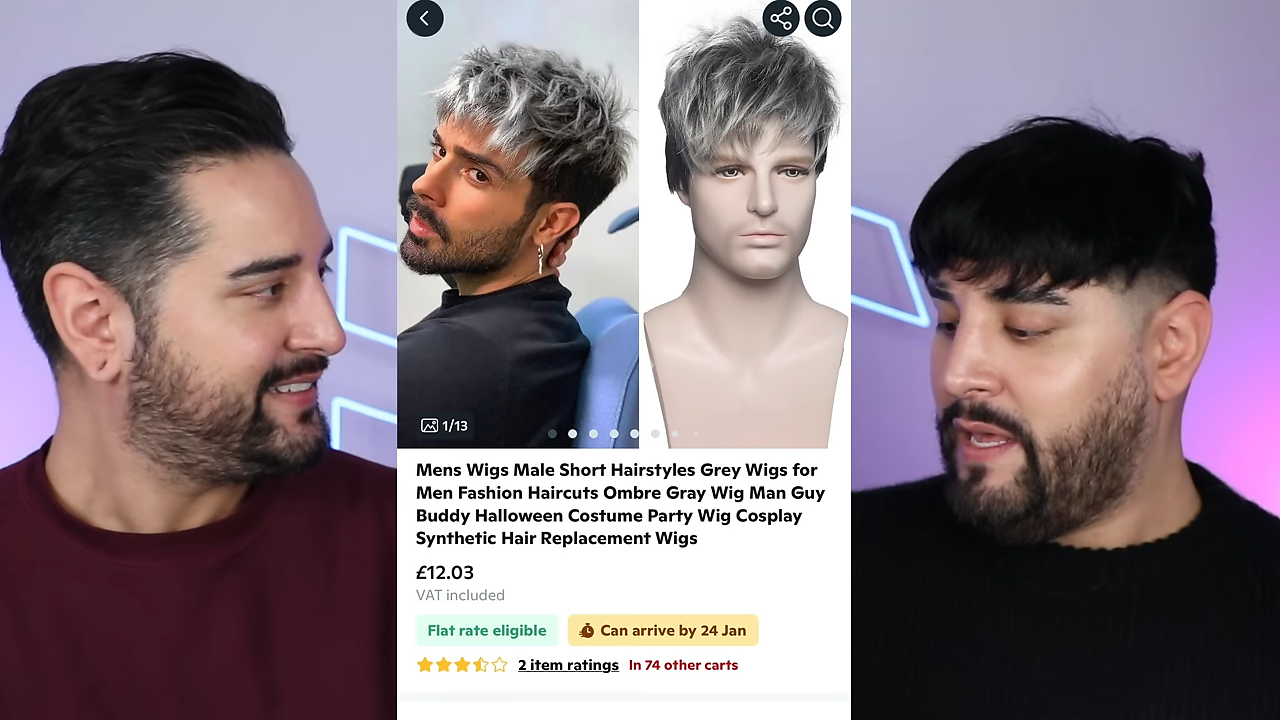 1/13
Mens Wigs Male Short Hairstyles Grey Wigs for
Men Fashion Haircuts Ombre Gray Wig Man Guy
Buddy Halloween Costume Party Wig Cosplay
Synthetic Hair Replacement Wigs
£12.03
VAT included
Flat rate eligible
Can arrive by 24 Jan
2 item ratings
In 74 other carts